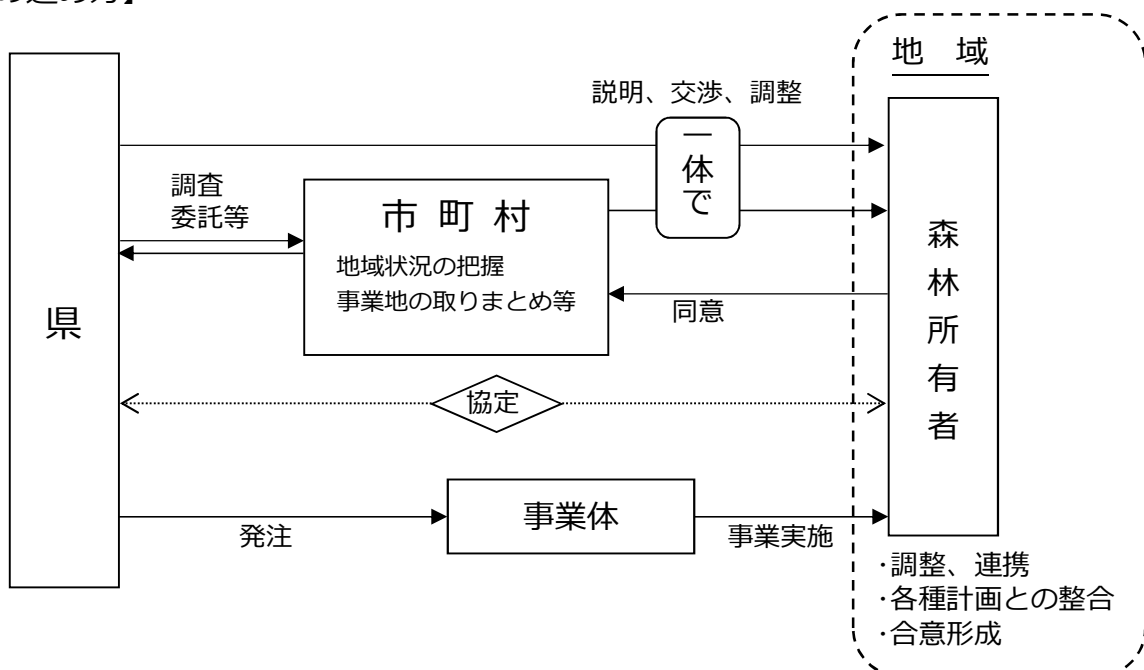 の進め方】
地　域
説明、交渉、調整
一体で
調査
委託等
市 町 村
地域状況の把握
事業地の取りまとめ等
県
森林所有者
同意
協定
事業体
発注
事業実施
・調整、連携
・各種計画との整合
・合意形成